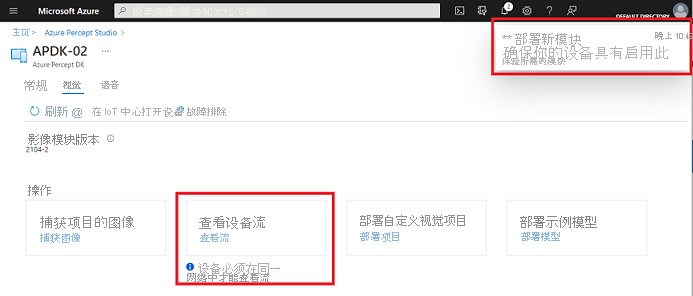 Microsoft Azure
DEFAULT DIRECTORY
主页> Azure Percept Studio>
APDK-02 ...
Azure Percept DK
** 部署新模块
晚上 10:4
确保你的设备具有启用此
体验所需的模块
常规 视觉 语音
刷新 @ 在 IoT 中心打开设备 故障排除
影像模块版本
2104-2
操作
捕获项目的图像
捕获图像
查看设备流
查看流
设备必须在同一
网络中才能查看流
部署自定义视觉项目
部署项目
部署示例模型
部署模型